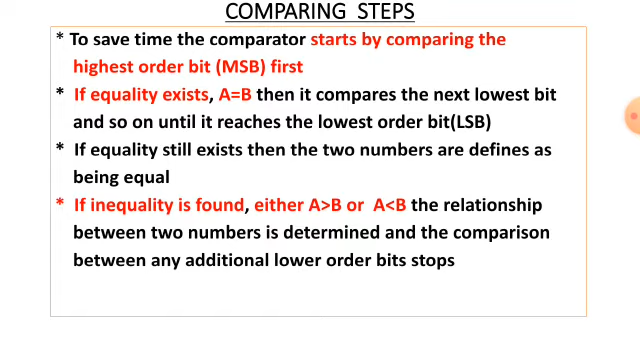 COMPARING STEPS
* To save time the comparator starts by comparing the
highest order bit (MSB) first
* If equality exists, A=B then it compares the next lowest bit
and so on until it reaches the lowest order bit(LSB)
* If equality still exists then the two numbers are defines as
being equal
* If inequality is found, either A>B or A<B the relationship
between two numbers is determined and the comparison
between any additional lower order bits stops